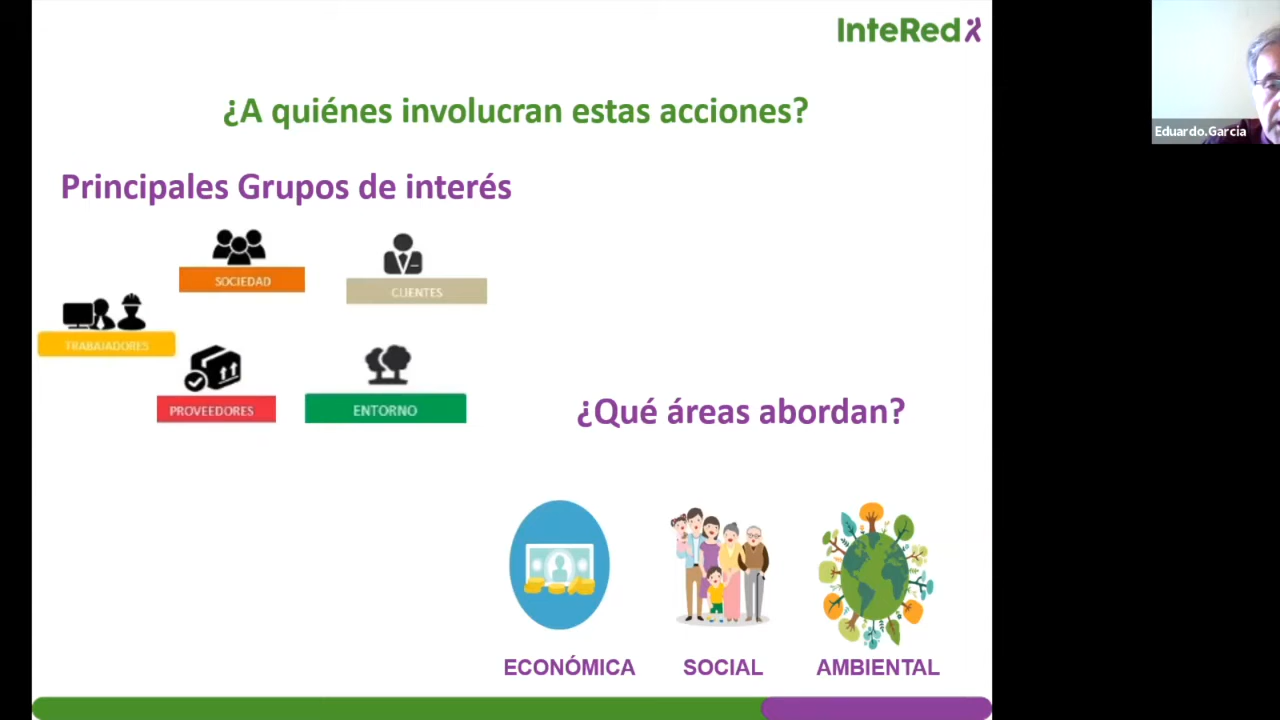 InteRed
¿A quiénes involucran estas acciones?
Eduardo.Garcia
Principales Grupos de interés
SOCIEDAD
CLIENTES
TRABAJADORES
PROVEEDORES
ENTORNO
¿Qué áreas abordan?
ECONÓMICA
SOCIAL
AMBIENTAL